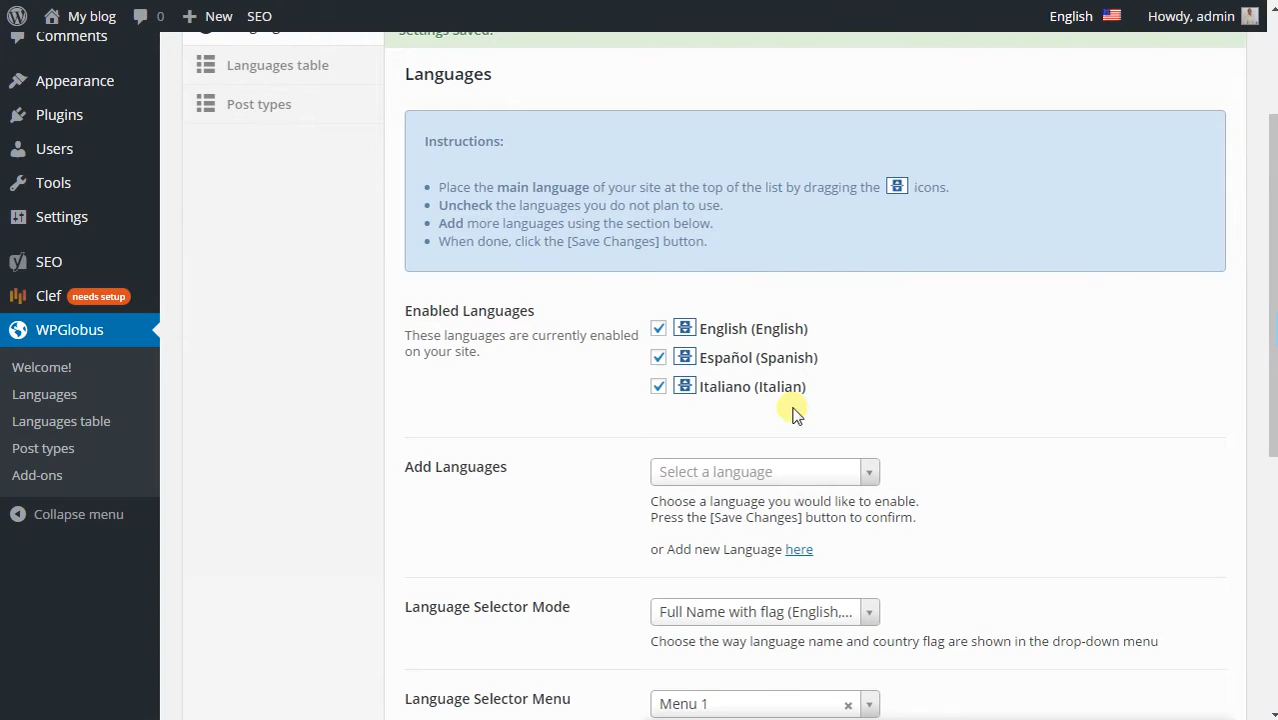 My blog
0
New
SEO
English
Howdy, admin
Comments
Appearance
Plugins
Users
Tools
Settings
SEO
Clef needs setup
WPGlobus
Welcome!
Languages
Languages table
Post types
Add-ons
Collapse menu
Languages table
Post types
Settings Saved.
Languages
Instructions:
Place the main language of your site at the top of the list by dragging the icons.
Uncheck the languages you do not plan to use.
Add more languages using the section below.
When done, click the [Save Changes] button.
Enabled Languages
These languages are currently enabled
on your site.
English (English)
Español (Spanish)
Italiano (Italian)
Add Languages
Select a language
Choose a language you would like to enable.
Press the [Save Changes] button to confirm.
or Add new Language here
Language Selector Mode
Full Name with flag (English,...
Choose the way language name and country flag are shown in the drop-down menu
Language Selector Menu
Menu 1